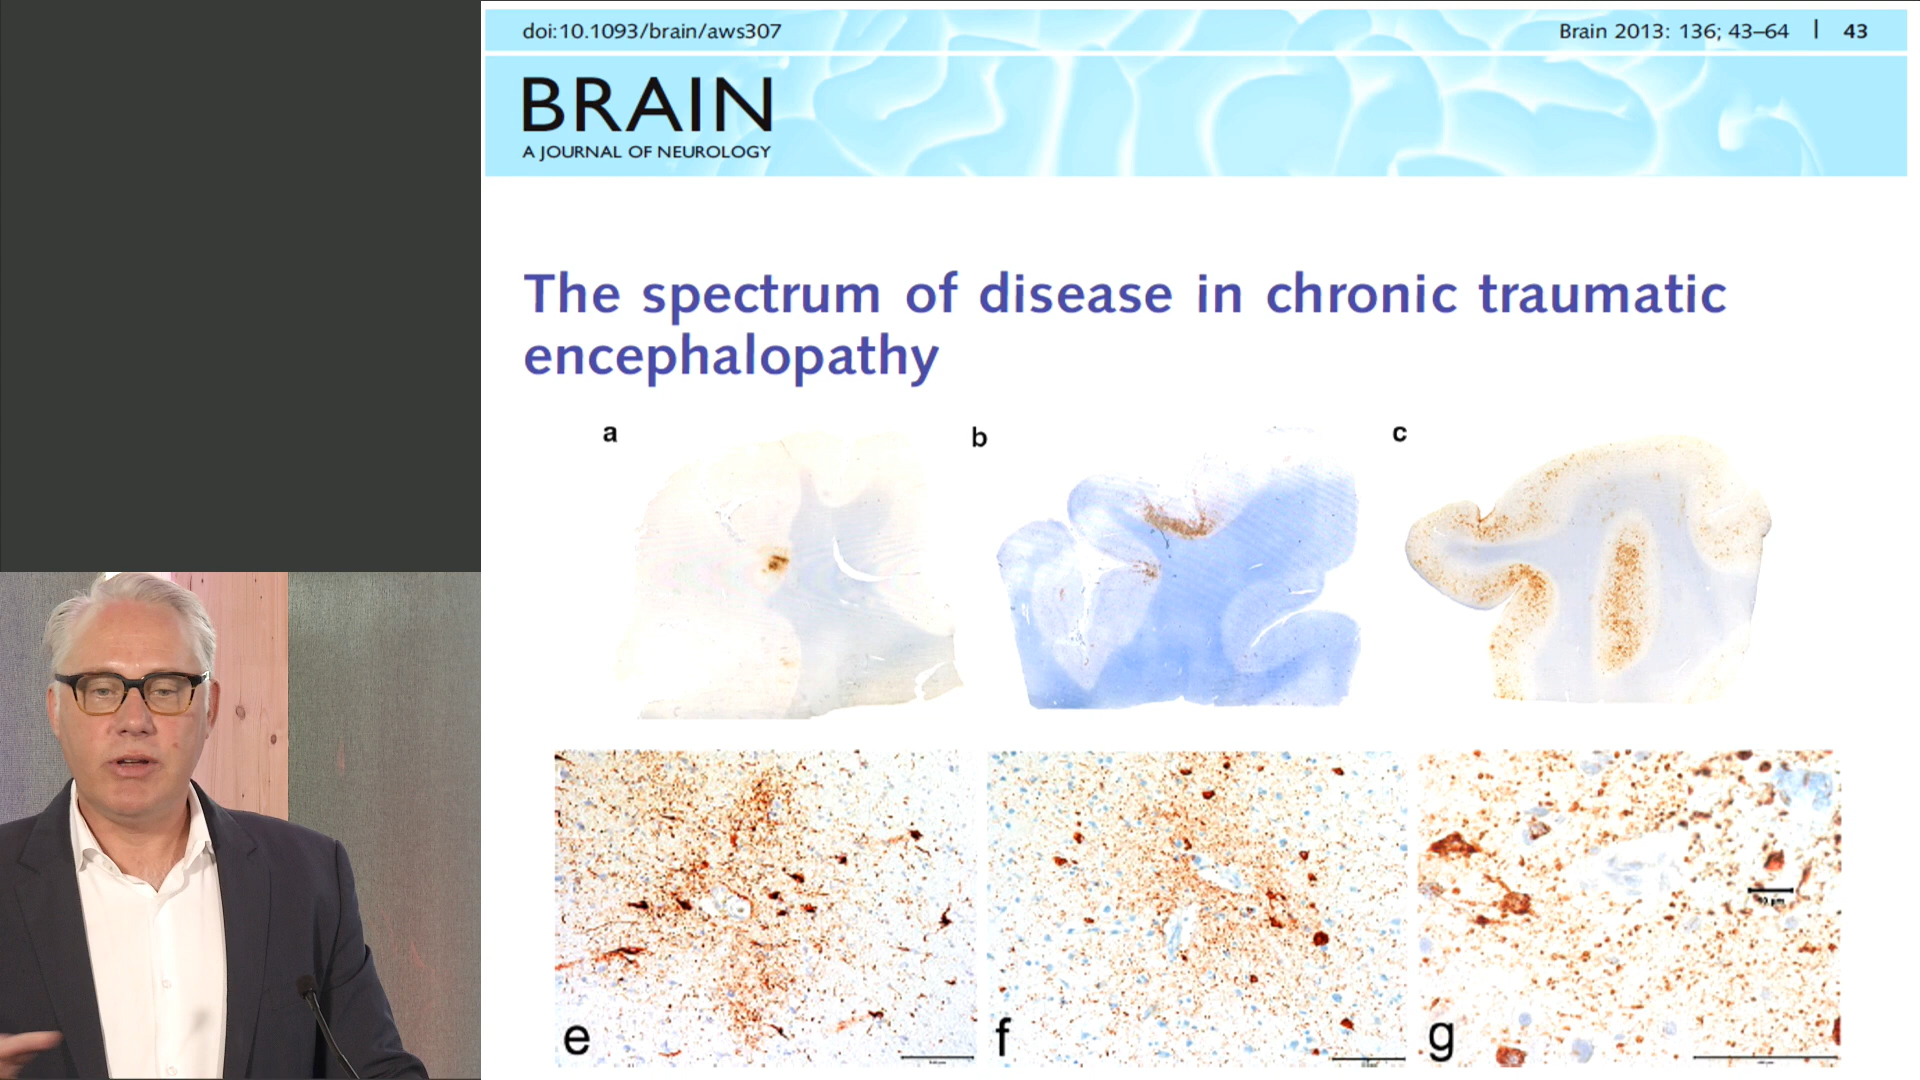 doi:10.1093/brain/aws307
Brain 2013: 136; 43–64 | 43
BRAIN
A JOURNAL OF NEUROLOGY
The spectrum of disease in chronic traumatic
encephalopathy
a
b
c
e
f
g